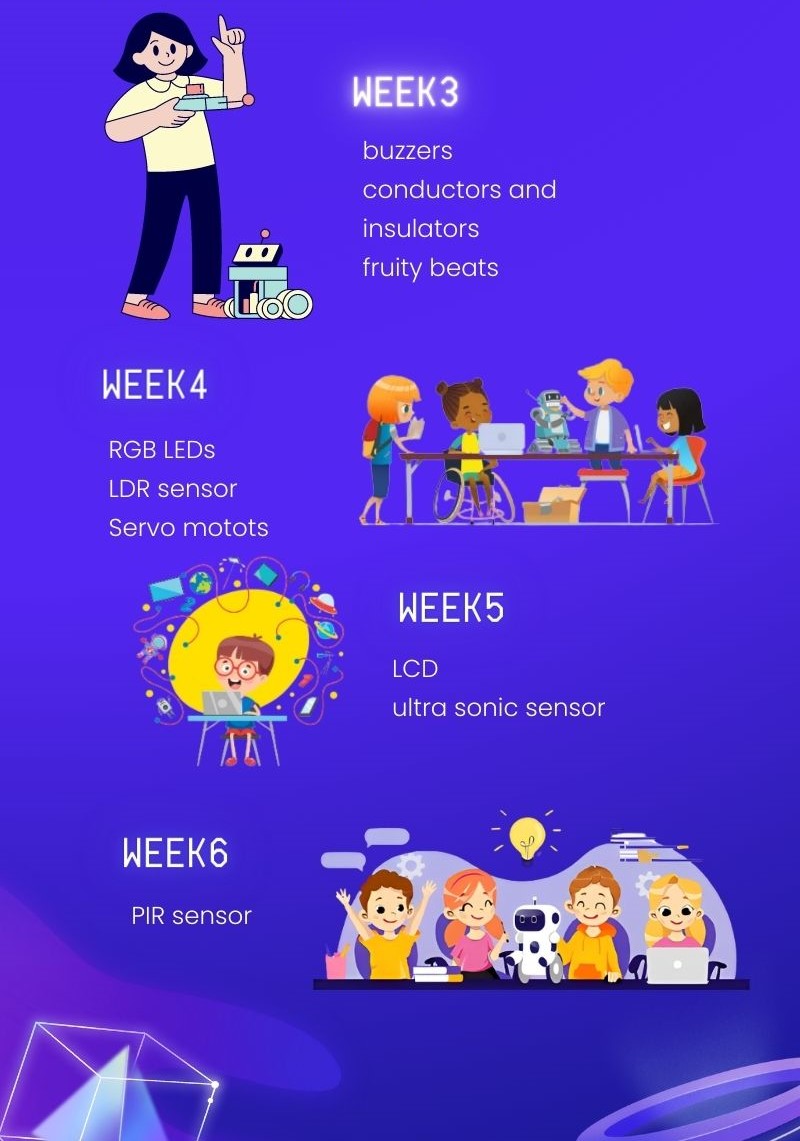 WEEK3
buzzers
conductors and
insulators
fruity beats
WEEK4
RGB LEDs
LDR sensor
Servo motots
WEEK5
LCD
ultra sonic sensor
WEEK6
PIR sensor